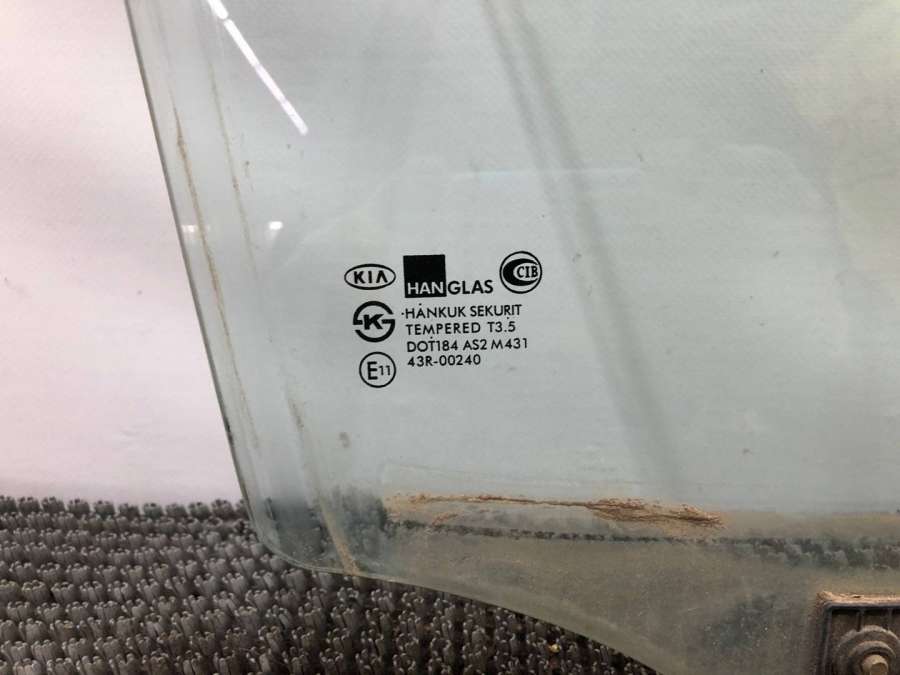 KIA HANGLAS CIB
K HANKUK SEKURIT
TEMPERED T3.5
DOT184 AS2 M431
E11 43R-00240